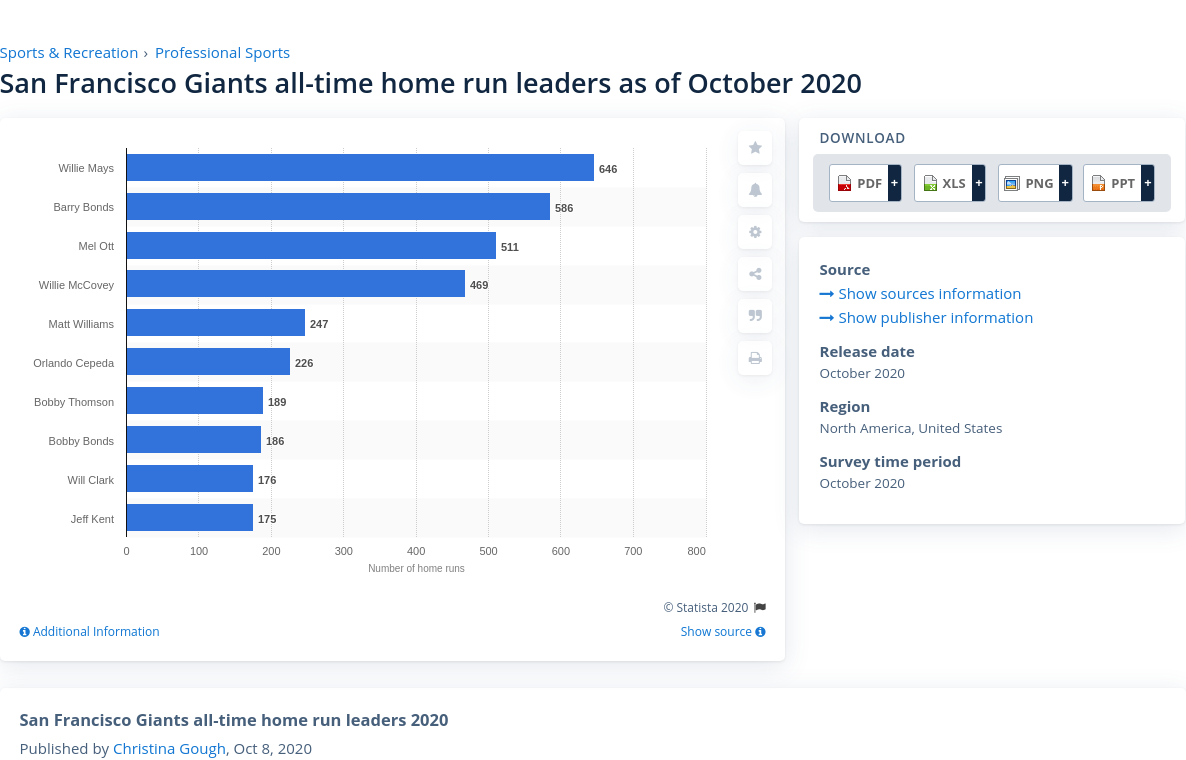 Sports & Recreation › Professional Sports
San Francisco Giants all-time home run leaders as of October 2020
Willie Mays 646
Barry Bonds 586
Mel Ott 511
Willie McCovey 469
Matt Williams 247
Orlando Cepeda 226
Bobby Thomson 189
Bobby Bonds 186
Will Clark 176
Jeff Kent 175
0 100 200 300 400 500 600 700 800
Number of home runs
© Statista 2020
Additional Information
Show source
DOWNLOAD
PDF + XLS + PNG + PPT +
Source
Show sources information
Show publisher information
Release date
October 2020
Region
North America, United States
Survey time period
October 2020
San Francisco Giants all-time home run leaders 2020
Published by Christina Gough, Oct 8, 2020